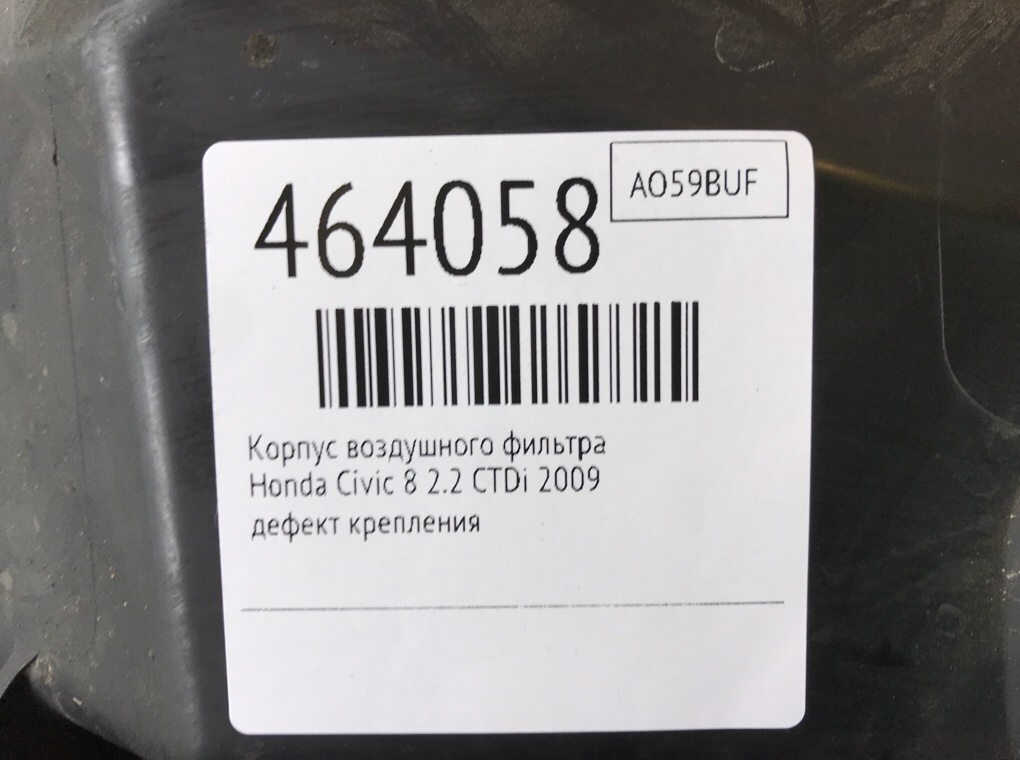 464058
AO59BUF
Корпус воздушного фильтра
Honda Civic 8 2.2 CTDi 2009
дефект крепления